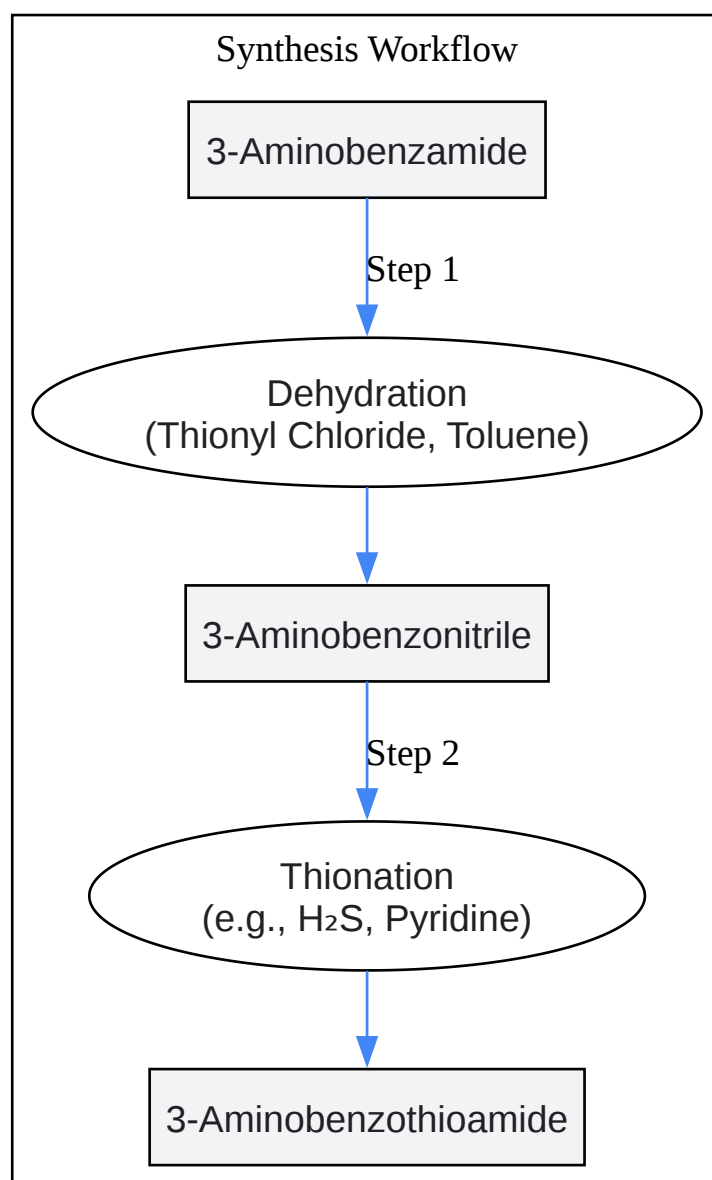 Synthesis Workflow
3-Aminobenzamide
Step 1
Dehydration
(Thionyl Chloride, Toluene)
3-Aminobenzonitrile
Step 2
Thionation
(e.g., H₂S, Pyridine)
3-Aminobenzothioamide